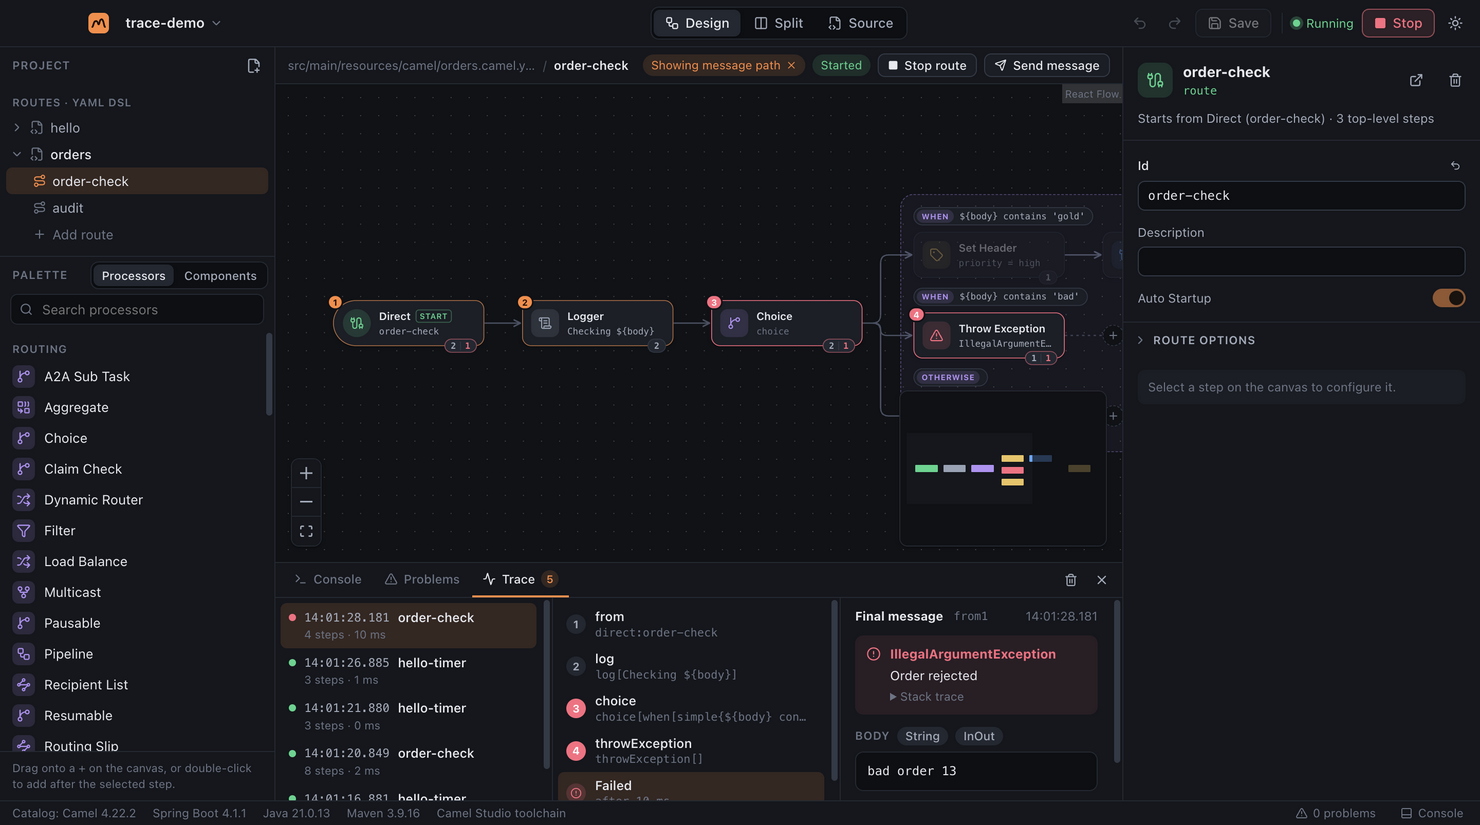 trace-demo
Design
Split
Source
Save
Running
Stop
PROJECT
ROUTES · YAML DSL
hello
orders
order-check
audit
Add route
PALETTE
Processors
Components
Search processors
ROUTING
A2A Sub Task
Aggregate
Choice
Claim Check
Dynamic Router
Filter
Load Balance
Multicast
Pausable
Pipeline
Recipient List
Resumable
Routing Slip
Drag onto a + on the canvas, or double-click
to add after the selected step.
src/main/resources/camel/orders.camel.y... / order-check
Showing message path ×
Started
Stop route
Send message
React Flow
1
Direct START
order-check
2 1
2
Logger
Checking ${body}
2
3
Choice
choice
2 1
WHEN ${body} contains 'gold'
Set Header
priority = high
1
WHEN ${body} contains 'bad'
4
Throw Exception
IllegalArgumentE…
1 1
OTHERWISE
Console
Problems
Trace 5
14:01:28.181 order-check
4 steps · 10 ms
14:01:26.885 hello-timer
3 steps · 1 ms
14:01:21.880 hello-timer
3 steps · 0 ms
14:01:20.849 order-check
8 steps · 2 ms
14:01:16.881 hello-timer
1 from
direct:order-check
2 log
log[Checking ${body}]
3 choice
choice[when[simple{${body} con…
4 throwException
throwException[]
Failed
after 10 ms
Final message from1 14:01:28.181
IllegalArgumentException
Order rejected
Stack trace
BODY String InOut
bad order 13
order-check
route
Starts from Direct (order-check) · 3 top-level steps
Id
order-check
Description
Auto Startup
ROUTE OPTIONS
Select a step on the canvas to configure it.
Catalog: Camel 4.22.2
Spring Boot 4.1.1
Java 21.0.13
Maven 3.9.16
Camel Studio toolchain
0 problems
Console